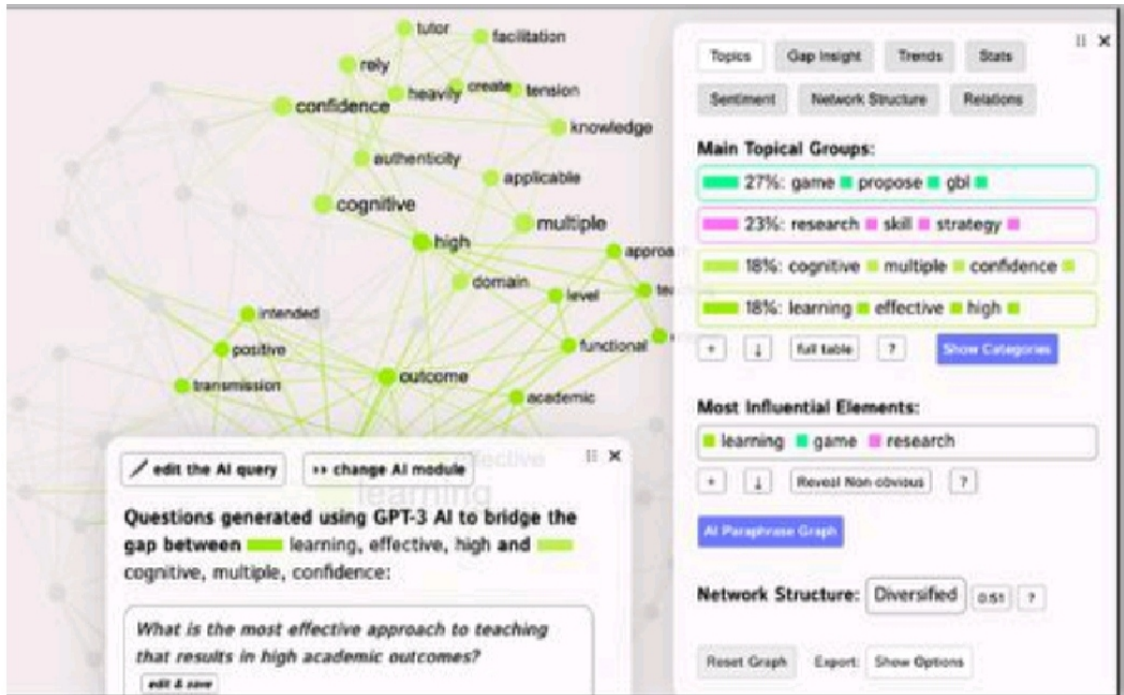 tutor
facilitation
rely
heavily
create
tension
confidence
knowledge
authenticity
applicable
cognitive
multiple
high
domain
level
intended
positive
functional
transmission
outcome
academic
effective
learning
edit the AI query
change AI module
Questions generated using GPT-3 AI to bridge the
gap between learning, effective, high and
cognitive, multiple, confidence:
What is the most effective approach to teaching
that results in high academic outcomes?
edit & save
Topics Gap Insight Trends Stats
Sentiment Network Structure Relations
Main Topical Groups:
27%: game propose gbl
23%: research skill strategy
18%: cognitive multiple confidence
18%: learning effective high
+ ↓ full table ? Show Categories
Most Influential Elements:
learning game research
+ ↓ Reveal Non obvious ?
AI Paraphrase Graph
Network Structure: Diversified 0.51 ?
Reset Graph Export: Show Options